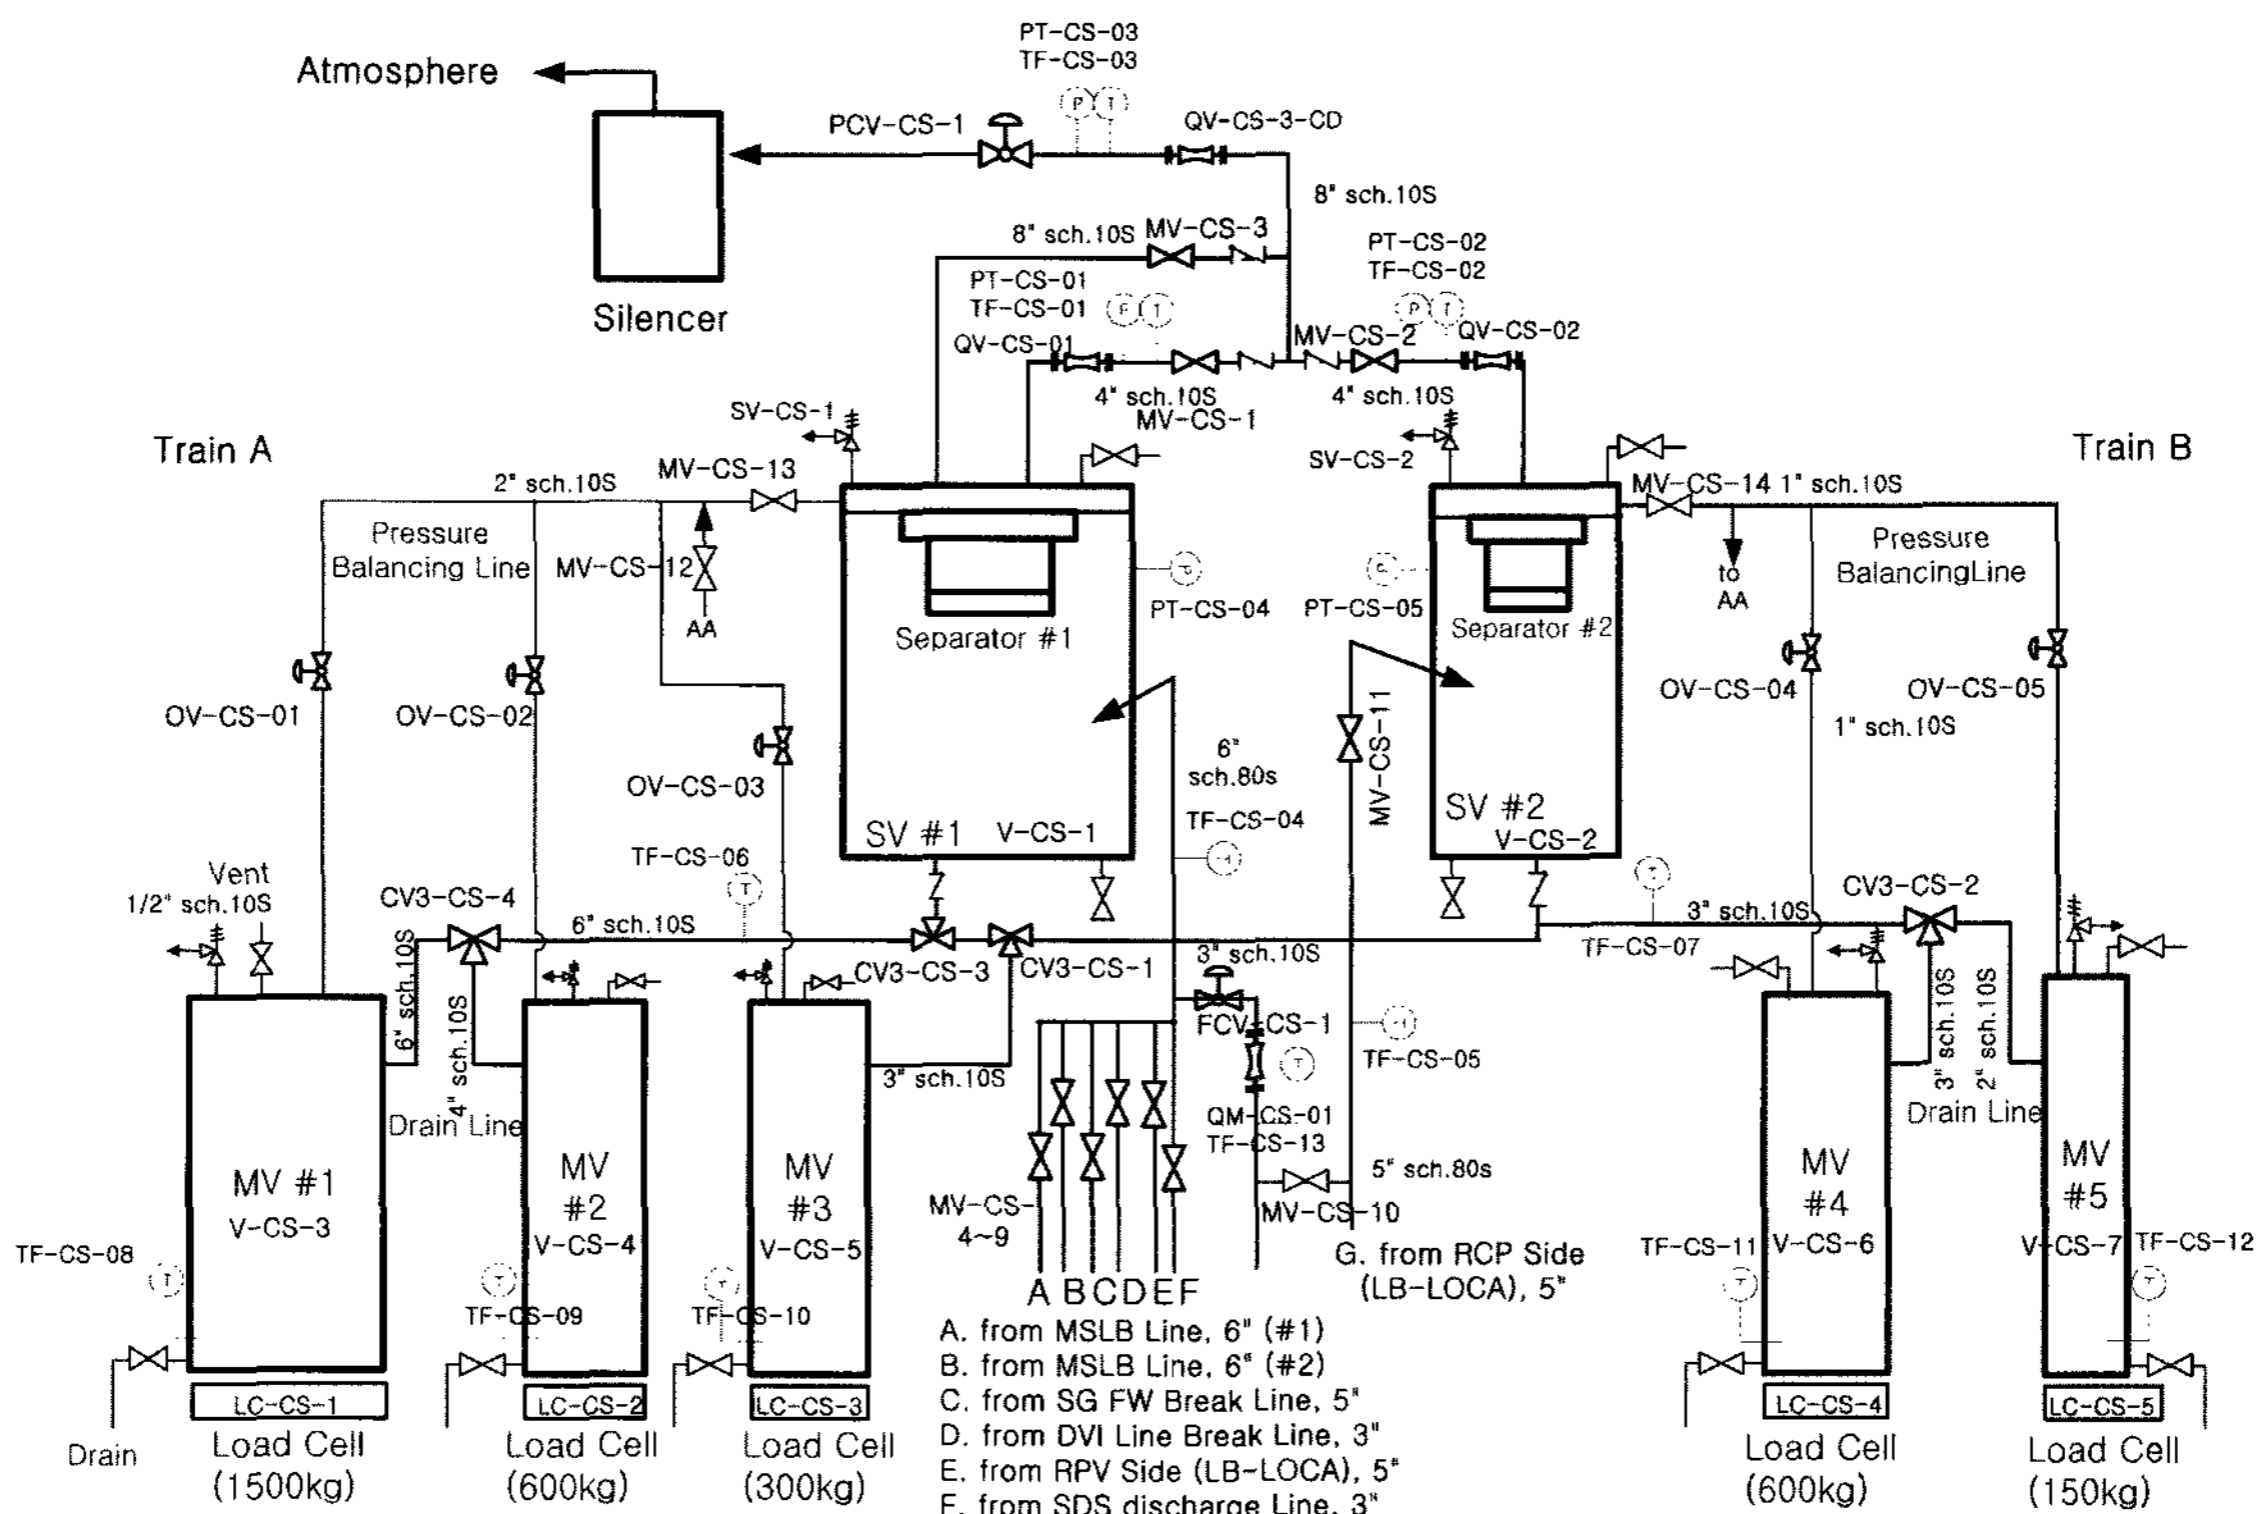 PT-CS-03
TF-CS-03
Atmosphere
P T
PCV-CS-1
QV-CS-3-CD
8" sch.10S
8" sch.10S
MV-CS-3
PT-CS-02
TF-CS-02
PT-CS-01
TF-CS-01
P T
P T
Silencer
QV-CS-01
MV-CS-2
QV-CS-02
4" sch.10S
MV-CS-1
4" sch.10S
SV-CS-1
SV-CS-2
Train A
Train B
MV-CS-13
2" sch.10S
MV-CS-14
1" sch.10S
Pressure
Balancing Line
MV-CS-12
AA
to
AA
Pressure
BalancingLine
PT-CS-04
PT-CS-05
Separator #1
Separator #2
OV-CS-01
OV-CS-02
OV-CS-03
OV-CS-04
OV-CS-05
1" sch.10S
MV-CS-11
6"
sch.80s
TF-CS-04
SV #1
V-CS-1
SV #2
V-CS-2
TF-CS-06
T
Vent
1/2" sch.10S
CV3-CS-4
6" sch.10S
CV3-CS-3
CV3-CS-1
3" sch.10S
T
TF-CS-07
3" sch.10S
CV3-CS-2
6" sch.10S
4" sch.10S
Drain Line
3" sch.10S
FCV-CS-1
TF-CS-05
T
QM-CS-01
TF-CS-13
3" sch.10S
2" sch.10S
Drain Line
MV #1
V-CS-3
MV
#2
V-CS-4
MV
#3
V-CS-5
MV-CS-
4~9
MV-CS-10
5" sch.80s
G. from RCP Side
(LB-LOCA), 5"
MV
#4
V-CS-6
MV
#5
V-CS-7
TF-CS-08
T
TF-CS-09
T
TF-CS-10
T
TF-CS-11
T
TF-CS-12
T
A B C D E F
A. from MSLB Line, 6" (#1)
B. from MSLB Line, 6" (#2)
C. from SG FW Break Line, 5"
D. from DVI Line Break Line, 3"
E. from RPV Side (LB-LOCA), 5"
F. from SDS discharge Line, 3"
LC-CS-1
LC-CS-2
LC-CS-3
LC-CS-4
LC-CS-5
Drain
Load Cell
(1500kg)
Load Cell
(600kg)
Load Cell
(300kg)
Load Cell
(600kg)
Load Cell
(150kg)